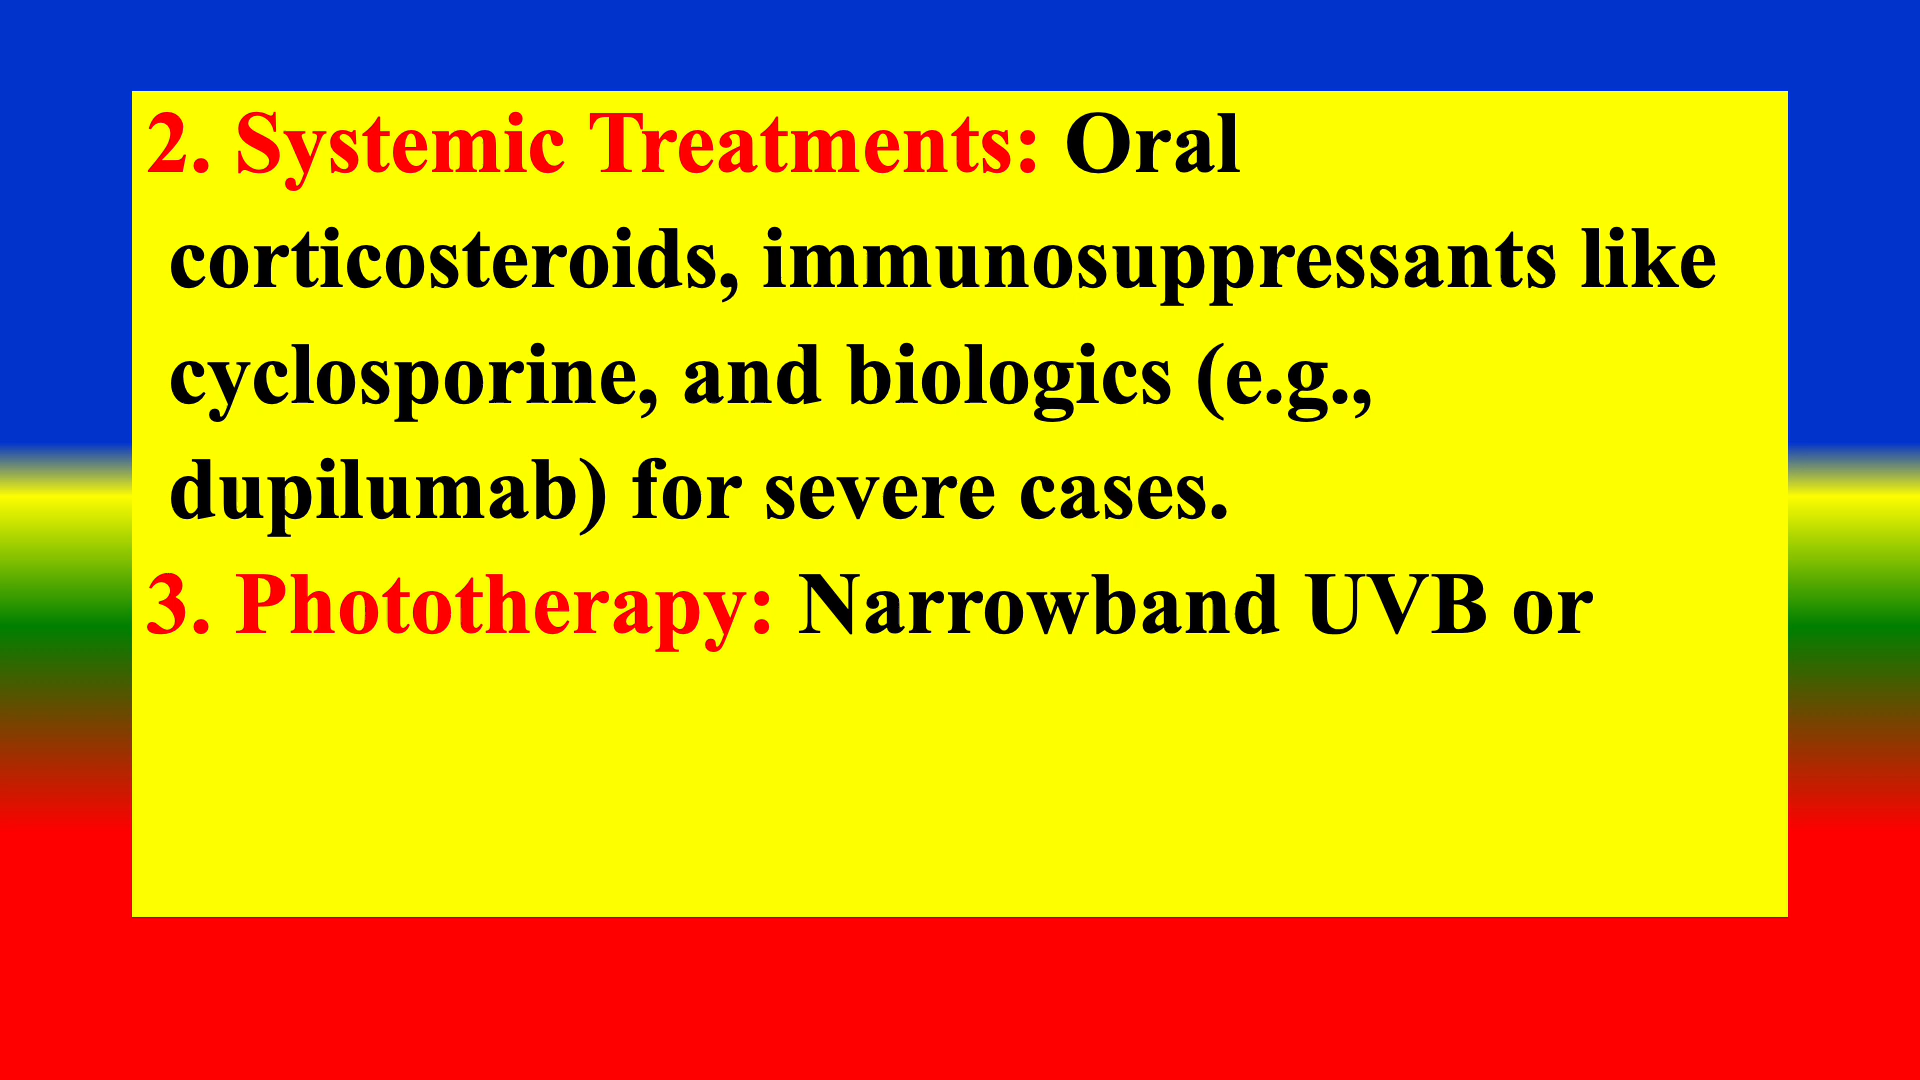 2. Systemic Treatments: Oral
corticosteroids, immunosuppressants like
cyclosporine, and biologics (e.g.,
dupilumab) for severe cases.
3. Phototherapy: Narrowband UVB or